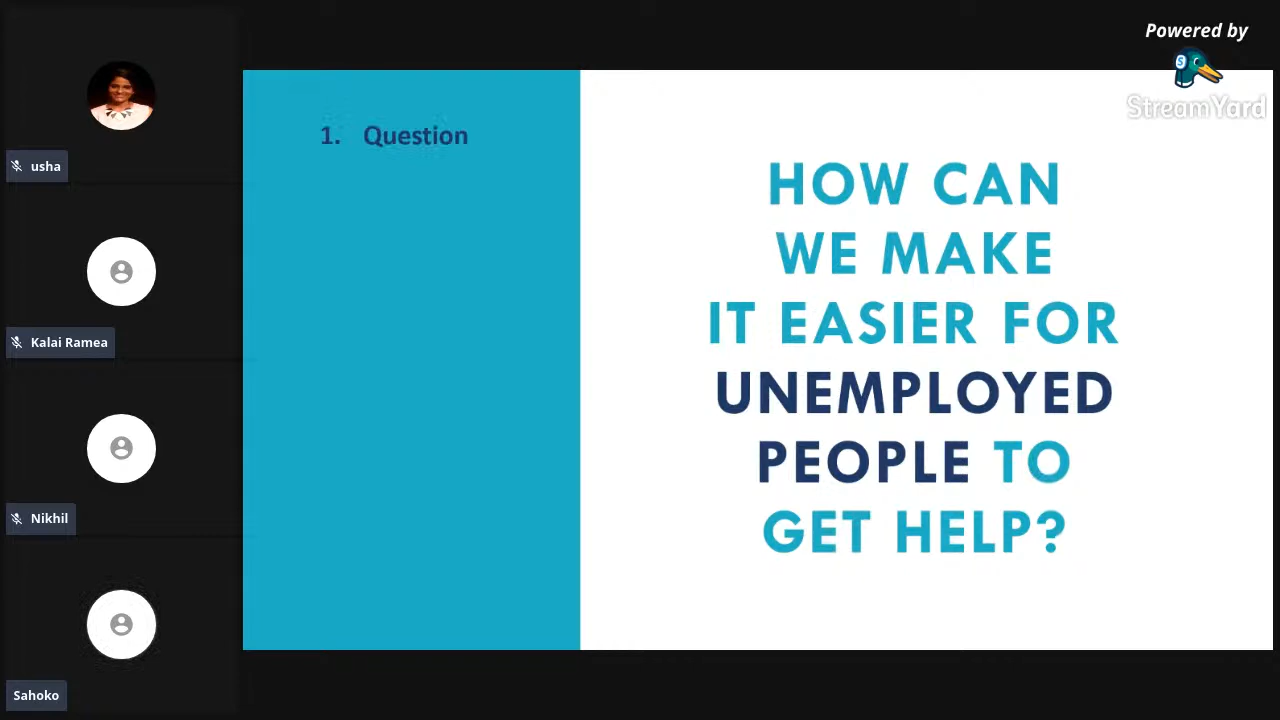 Powered by
StreamYard
usha
Kalai Ramea
Nikhil
Sahoko
1. Question
HOW CAN
WE MAKE
IT EASIER FOR
UNEMPLOYED
PEOPLE TO
GET HELP?